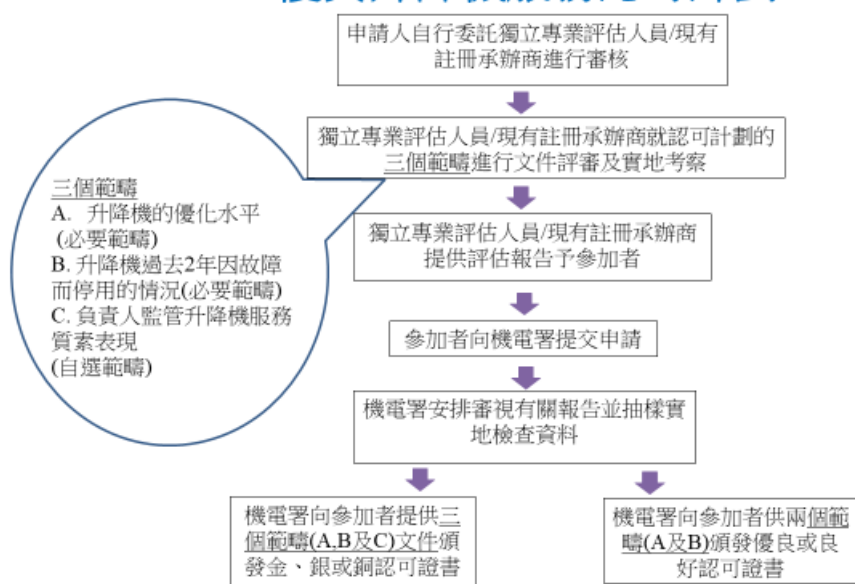 申請人自行委託獨立專業評估人員/現有
註冊承辦商進行審核
獨立專業評估人員/現有註冊承辦商就認可計劃的
三個範疇進行文件評審及實地考察
三個範疇
A. 升降機的優化水平
(必要範疇)
B. 升降機過去2年因故障
而停用的情況(必要範疇)
C. 負責人監管升降機服務
質素表現
(自選範疇)
獨立專業評估人員/現有註冊承辦商
提供評估報告予參加者
參加者向機電署提交申請
機電署安排審視有關報告並抽樣實
地檢查資料
機電署向參加者提供三
個範疇(A,B及C)文件頒
發金、銀或銅認可證書
機電署向參加者供兩個範
疇(A及B)頒發優良或良
好認可證書